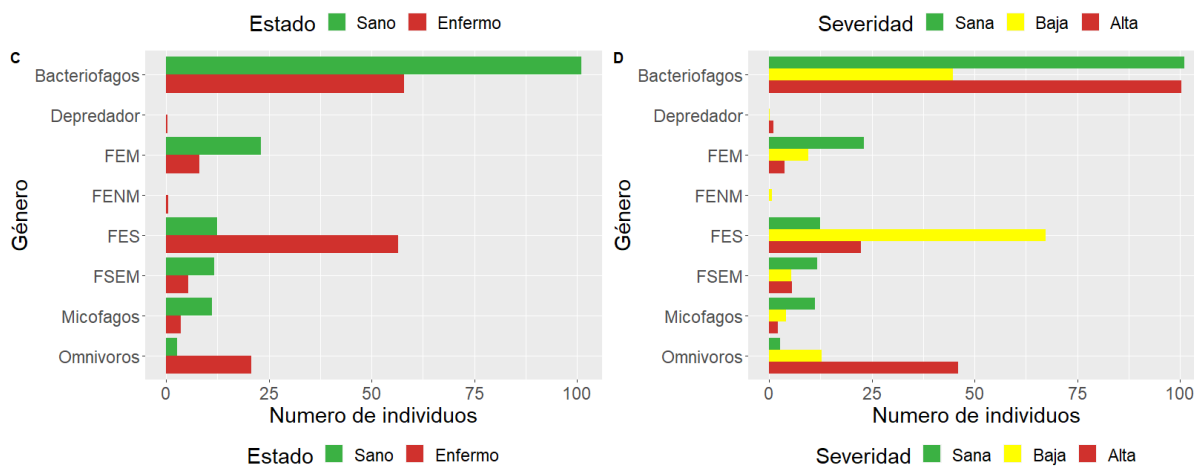 Estado Sano Enfermo
C
Género
Bacteriofagos
Depredador
FEM
FENM
FES
FSEM
Micofagos
Omnivoros
0 25 50 75 100
Numero de individuos
Estado Sano Enfermo
Severidad Sana Baja Alta
D
Género
Bacteriofagos
Depredador
FEM
FENM
FES
FSEM
Micofagos
Omnivoros
0 25 50 75 100
Numero de individuos
Severidad Sana Baja Alta